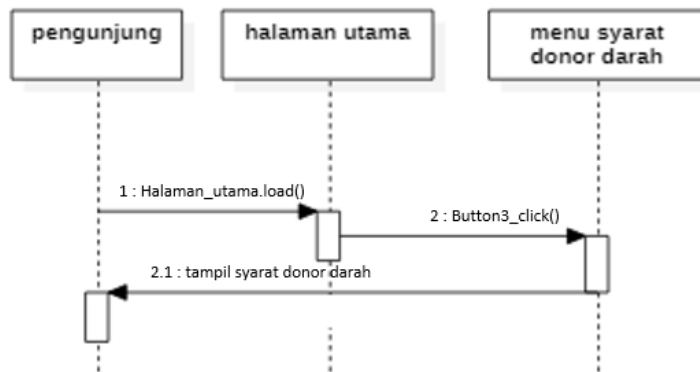 pengunjung
halaman utama
menu syarat
donor darah
1 : Halaman_utama.load()
2 : Button3_click()
2.1 : tampil syarat donor darah